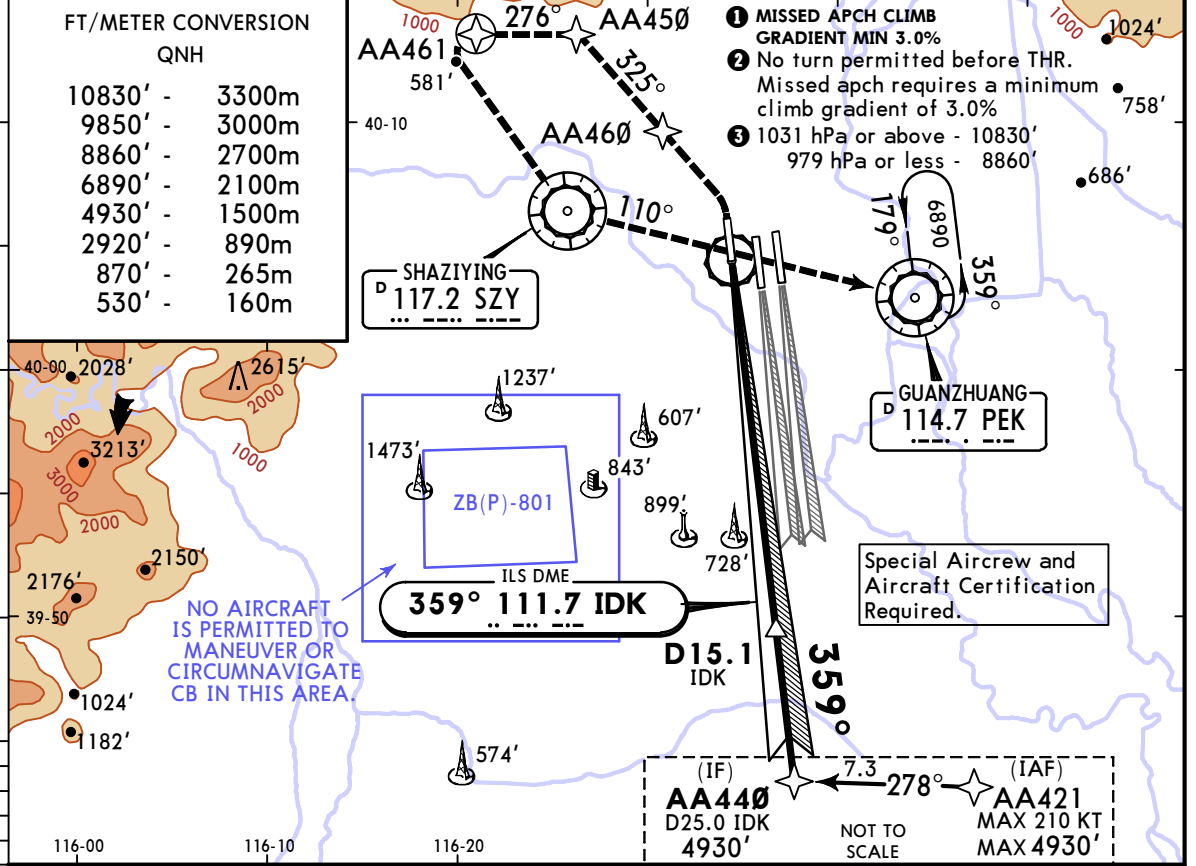 FT/METER CONVERSION
QNH
10830' - 3300m
9850' - 3000m
8860' - 2700m
6890' - 2100m
4930' - 1500m
2920' - 890m
870' - 265m
530' - 160m
1000
276°
AA450
AA461
581'
325°
40-10
AA460
❶ MISSED APCH CLIMB
GRADIENT MIN 3.0%
❷ No turn permitted before THR.
Missed apch requires a minimum
climb gradient of 3.0%
❸ 1031 hPa or above - 10830'
979 hPa or less - 8860'
1000
1024'
758'
686'
110°
179°
6890
359°
SHAZIYING
D 117.2 SZY
GUANZHUANG
D 114.7 PEK
40-00
2028'
2615'
2000
2000
1000
3213'
3000
2000
2150'
2176'
39-50
1024'
1182'
1237'
607'
1473'
843'
ZB(P)-801
899'
728'
NO AIRCRAFT
IS PERMITTED TO
MANEUVER OR
CIRCUMNAVIGATE
CB IN THIS AREA.
ILS DME
359° 111.7 IDK
D15.1
IDK
359°
Special Aircrew and
Aircraft Certification
Required.
574'
(IF)
AA440
D25.0 IDK
4930'
7.3
278°
NOT TO
SCALE
(IAF)
AA421
MAX 210 KT
MAX 4930'
116-00
116-10
116-20